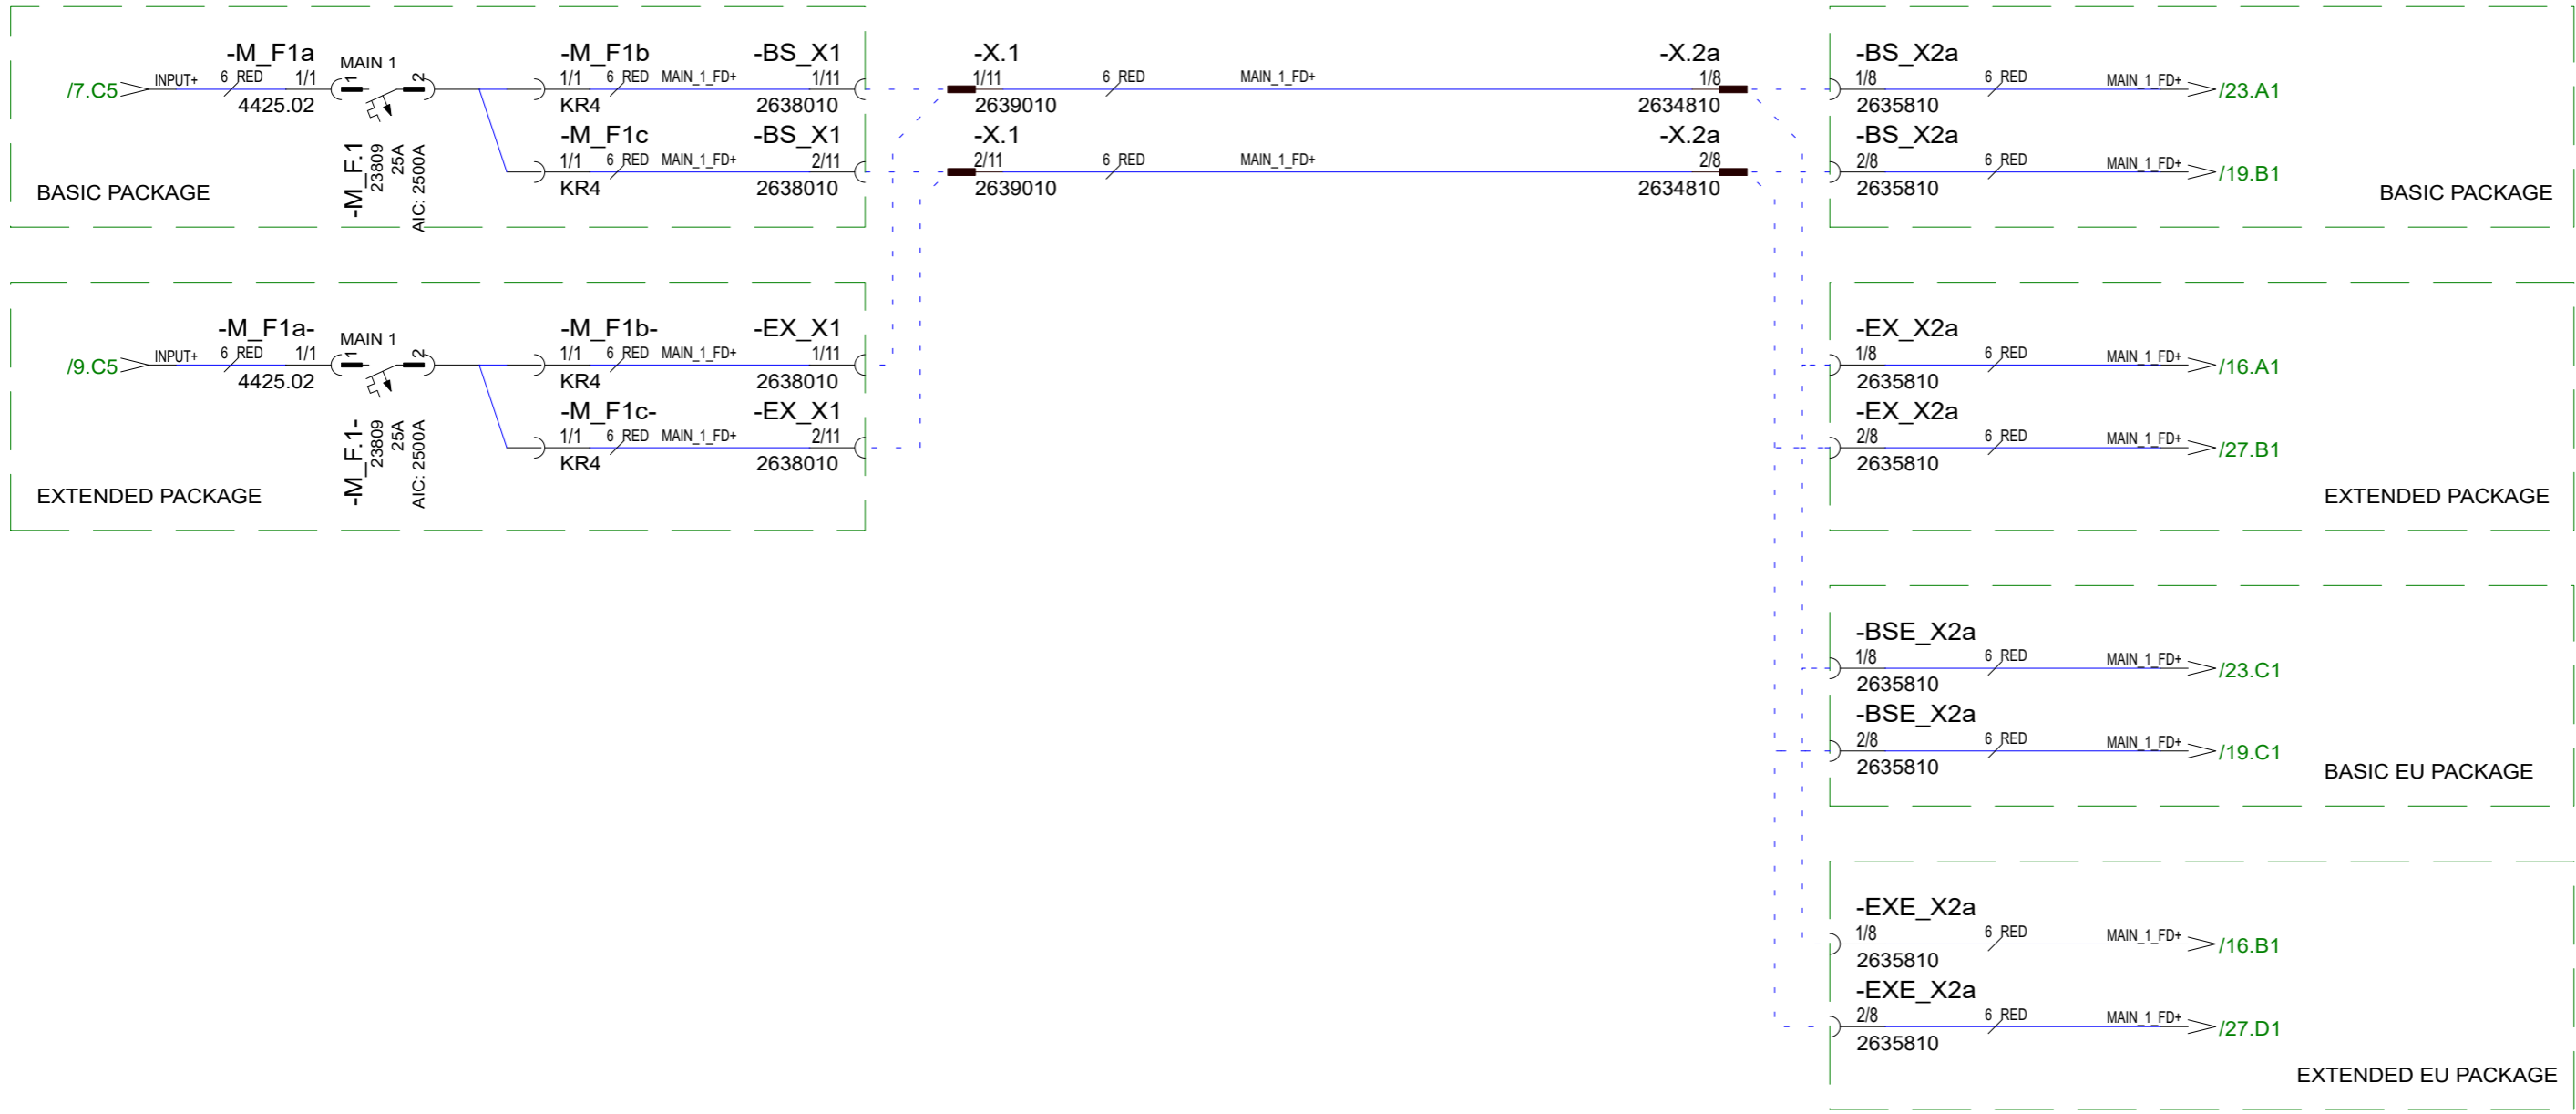 -M_F1a
MAIN 1
-M_F1b
-BS_X1
-X.1
-X.2a
-BS_X2a
/7.C5
INPUT+
6
RED
1/1
1
2
1/1
6
RED
MAIN_1_FD+
1/11
1/11
6
RED
MAIN_1_FD+
1/8
1/8
6
RED
MAIN_1_FD+
/23.A1
4425.02
KR4
2638010
2639010
2634810
2635810
-M_F1c
-BS_X1
-X.1
-X.2a
-BS_X2a
1/1
6
RED
MAIN_1_FD+
2/11
2/11
6
RED
MAIN_1_FD+
2/8
2/8
6
RED
MAIN_1_FD+
/19.B1
KR4
2638010
2639010
2634810
2635810
-M_F.1
23809
25A
AIC: 2500A
BASIC PACKAGE
BASIC PACKAGE
-M_F1a-
MAIN 1
-M_F1b-
-EX_X1
-EX_X2a
/9.C5
INPUT+
6
RED
1/1
1
2
1/1
6
RED
MAIN_1_FD+
1/11
1/8
6
RED
MAIN_1_FD+
/16.A1
4425.02
KR4
2638010
2635810
-M_F1c-
-EX_X1
-EX_X2a
1/1
6
RED
MAIN_1_FD+
2/11
2/8
6
RED
MAIN_1_FD+
/27.B1
KR4
2638010
2635810
-M_F.1-
23809
25A
AIC: 2500A
EXTENDED PACKAGE
EXTENDED PACKAGE
-BSE_X2a
1/8
6
RED
MAIN_1_FD+
/23.C1
2635810
-BSE_X2a
2/8
6
RED
MAIN_1_FD+
/19.C1
2635810
BASIC EU PACKAGE
-EXE_X2a
1/8
6
RED
MAIN_1_FD+
/16.B1
2635810
-EXE_X2a
2/8
6
RED
MAIN_1_FD+
/27.D1
2635810
EXTENDED EU PACKAGE